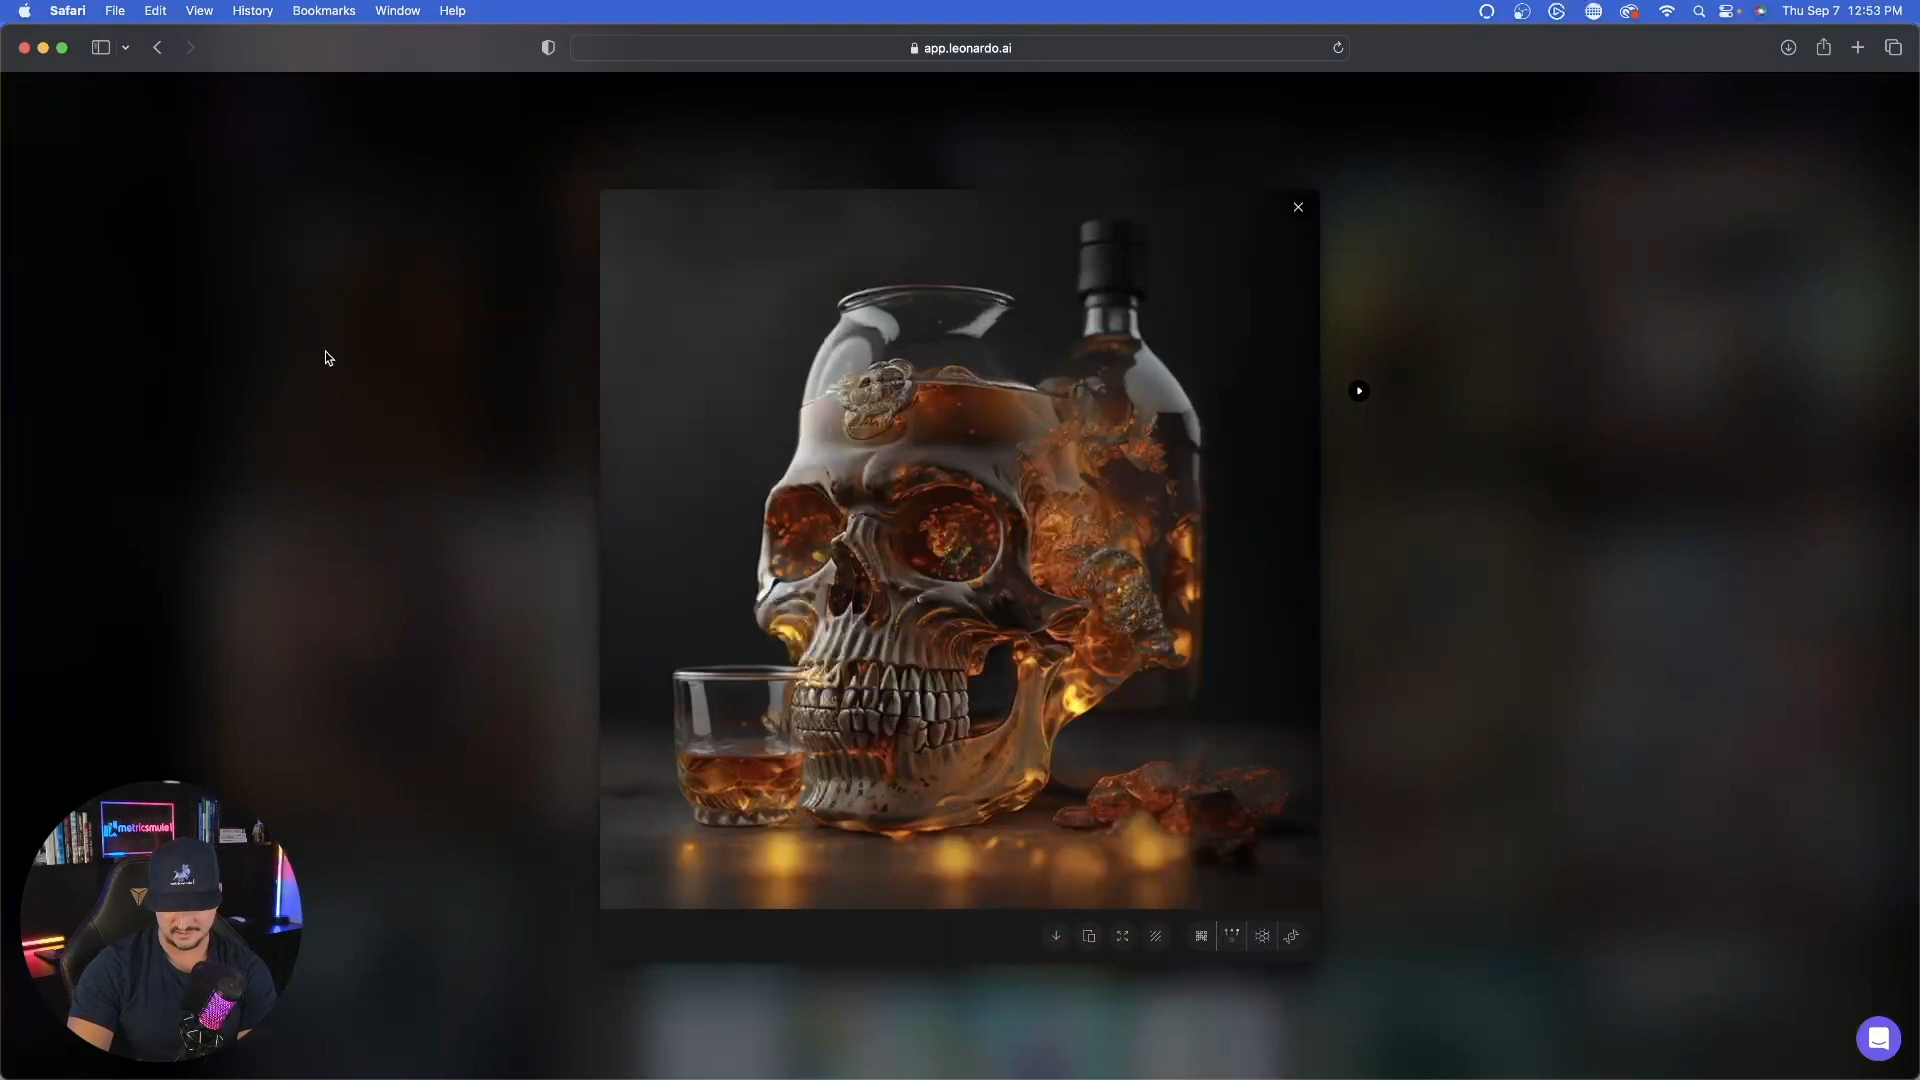 Safari File Edit View History Bookmarks Window Help Thu Sep 7 12:53 PM
app.leonardo.ai
metricsmule